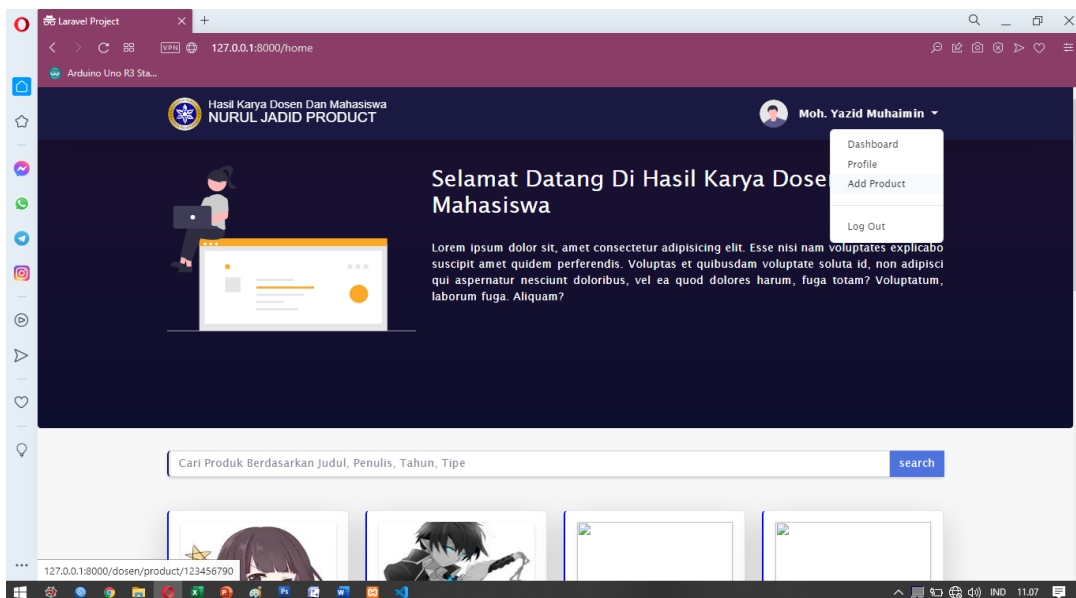 Laravel Project
VPN
127.0.0.1:8000/home
Arduino Uno R3 Sta...
Hasil Karya Dosen Dan Mahasiswa
NURUL JADID PRODUCT
Moh. Yazid Muhaimin
Dashboard
Profile
Add Product
Log Out
Selamat Datang Di Hasil Karya Dose
Mahasiswa
Lorem ipsum dolor sit, amet consectetur adipisicing elit. Esse nisi nam voluptates explicabo
suscipit amet quidem perferendis. Voluptas et quibusdam voluptate soluta id, non adipisci
qui aspernatur nesciunt doloribus, vel ea quod dolores harum, fuga totam? Voluptatum,
laborum fuga. Aliquam?
Cari Produk Berdasarkan Judul, Penulis, Tahun, Tipe
search
127.0.0.1:8000/dosen/product/123456790
IND
11.07